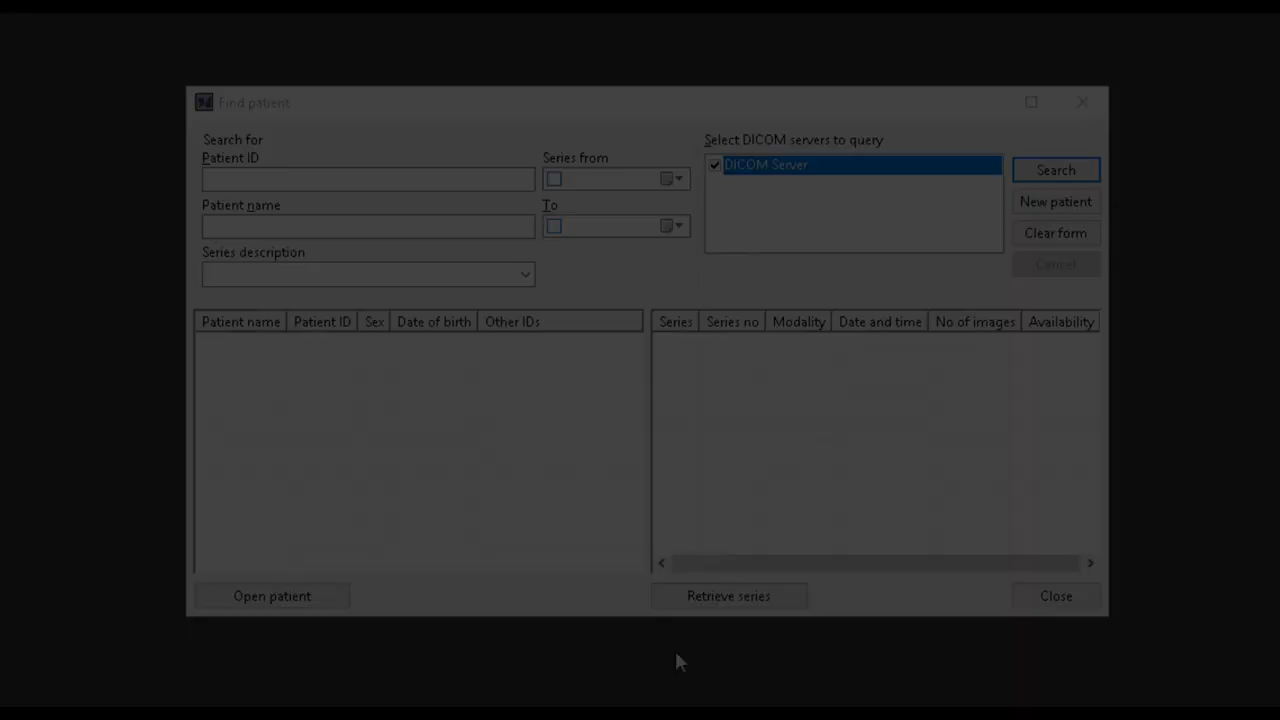 Find patient
Search for
Patient ID
Series from
Patient name
To
Series description
Select DICOM servers to query
DICOM Server
Search
New patient
Clear form
Cancel
Patient name Patient ID Sex Date of birth Other IDs
Series Series no Modality Date and time No of images Availability
Open patient
Retrieve series
Close